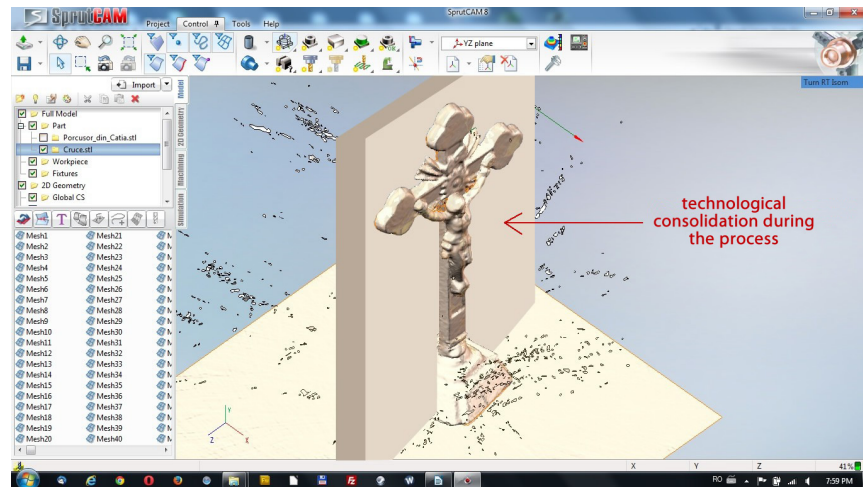 SprutCAM 8
SprutCAM
Project Control Tools Help
YZ plane
Import
Turn RT Isom
Full Model
Part
Porcusor_din_Catia.stl
Cruce.stl
Workpiece
Fixtures
2D Geometry
Global CS
Model
2D Geometry
Machining
Simulation
technological
consolidation during
the process
Mesh1 Mesh21 M
Mesh2 Mesh22 M
Mesh3 Mesh23 M
Mesh4 Mesh24 M
Mesh5 Mesh25 M
Mesh6 Mesh26 M
Mesh7 Mesh27 M
Mesh8 Mesh28 M
Mesh9 Mesh29 M
Mesh10 Mesh30 M
Mesh11 Mesh31 M
Mesh12 Mesh32 M
Mesh13 Mesh33 M
Mesh14 Mesh34 M
Mesh15 Mesh35 M
Mesh16 Mesh36 M
Mesh17 Mesh37 M
Mesh18 Mesh38 M
Mesh19 Mesh39 M
Mesh20 Mesh40 M
Y
Z X
X Y Z 41%
RO 7:59 PM